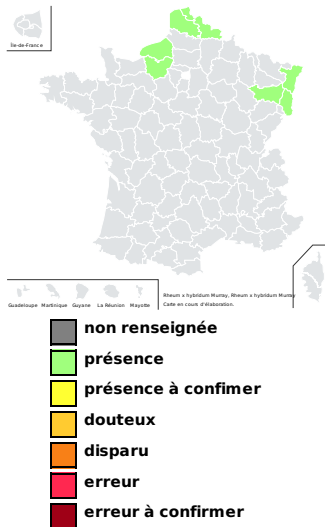 Île-de-France
Guadeloupe Martinique Guyane La Réunion Mayotte
Rheum x hybridum Murray, Rheum x hybridum Murray
Carte en cours d'élaboration.
non renseignée
présence
présence à confimer
douteux
disparu
erreur
erreur à confirmer